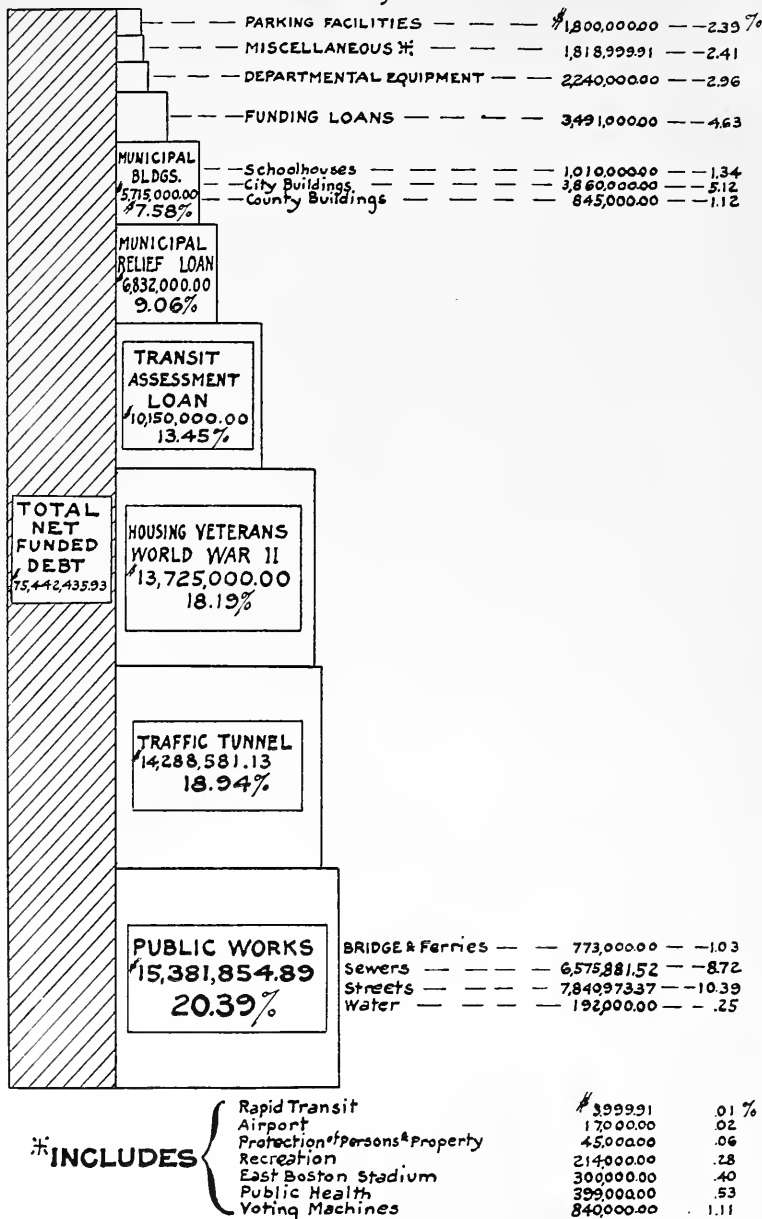 PARKING FACILITIES — — — $1,800,000.00 — — 2.39 %
MISCELLANEOUS ⁜ — — — 1,818,999.91 — — 2.41
DEPARTMENTAL EQUIPMENT — — 2,240,000.00 — — 2.96
FUNDING LOANS — — — 3,491,000.00 — — 4.63
MUNICIPAL
BLDGS.
$5,715,000.00
7.58%
Schoolhouses — — — 1,010,000.00 — — 1.34
City Buildings — — — 3,860,000.00 — — 5.12
County Buildings — — — 845,000.00 — — 1.12
MUNICIPAL
RELIEF LOAN
$6,832,000.00
9.06%
TRANSIT
ASSESSMENT
LOAN
$10,150,000.00
13.45%
TOTAL
NET
FUNDED
DEBT
$75,442,435.93
HOUSING VETERANS
WORLD WAR II
$13,725,000.00
18.19%
TRAFFIC TUNNEL
$14,288,581.13
18.94%
PUBLIC WORKS
$15,381,854.89
20.39%
BRIDGE & Ferries — — 773,000.00 — — 1.03
Sewers — — — 6,575,881.52 — — 8.72
Streets — — — 7,840,973.37 — — 10.39
Water — — — 192,000.00 — — .25
⁜INCLUDES
Rapid Transit $3,999.91 .01 %
Airport 17,000.00 .02
Protection of Persons & Property 45,000.00 .06
Recreation 214,000.00 .28
East Boston Stadium 300,000.00 .40
Public Health 399,000.00 .53
Voting Machines 840,000.00 1.11